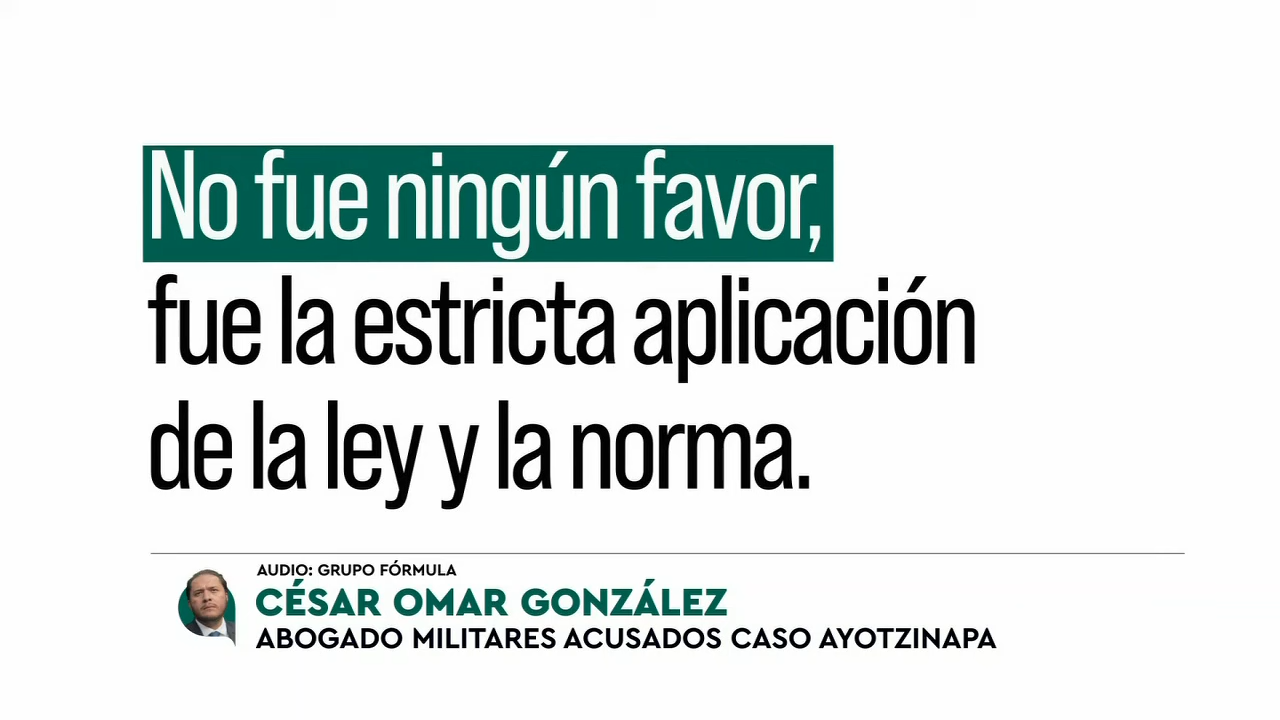 No fue ningún favor,
fue la estricta aplicación
de la ley y la norma.
AUDIO: GRUPO FÓRMULA
CÉSAR OMAR GONZÁLEZ
ABOGADO MILITARES ACUSADOS CASO AYOTZINAPA